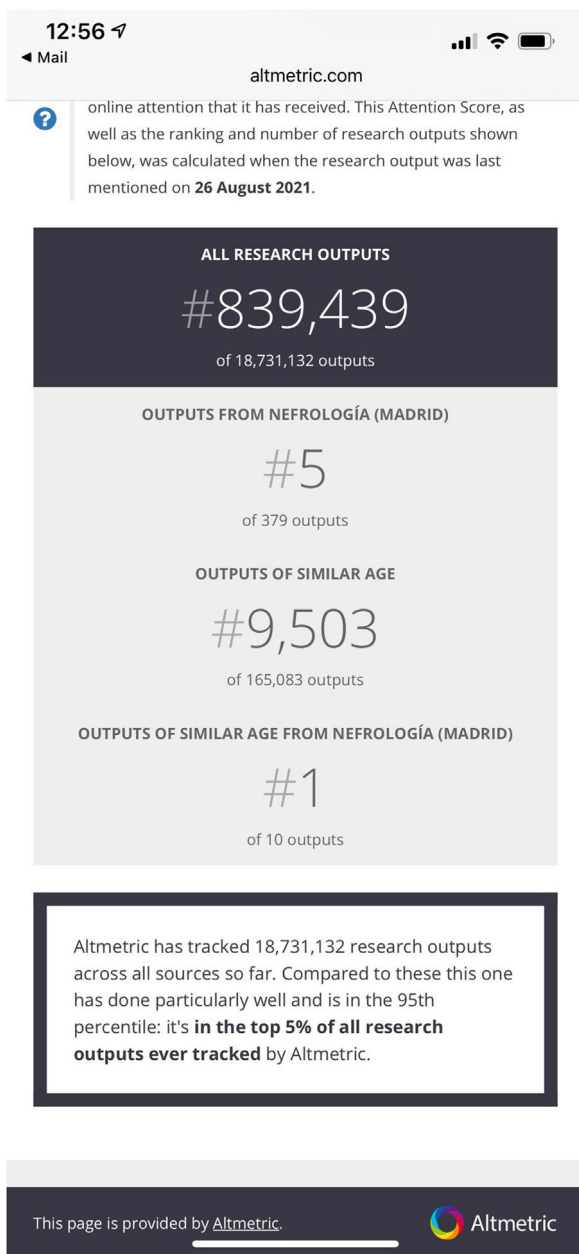 12:56
◀ Mail
altmetric.com
online attention that it has received. This Attention Score, as
well as the ranking and number of research outputs shown
below, was calculated when the research output was last
mentioned on 26 August 2021.
?
ALL RESEARCH OUTPUTS
#839,439
of 18,731,132 outputs
OUTPUTS FROM NEFROLOGÍA (MADRID)
#5
of 379 outputs
OUTPUTS OF SIMILAR AGE
#9,503
of 165,083 outputs
OUTPUTS OF SIMILAR AGE FROM NEFROLOGÍA (MADRID)
#1
of 10 outputs
Altmetric has tracked 18,731,132 research outputs
across all sources so far. Compared to these this one
has done particularly well and is in the 95th
percentile: it's in the top 5% of all research
outputs ever tracked by Altmetric.
This page is provided by Altmetric.
Altmetric